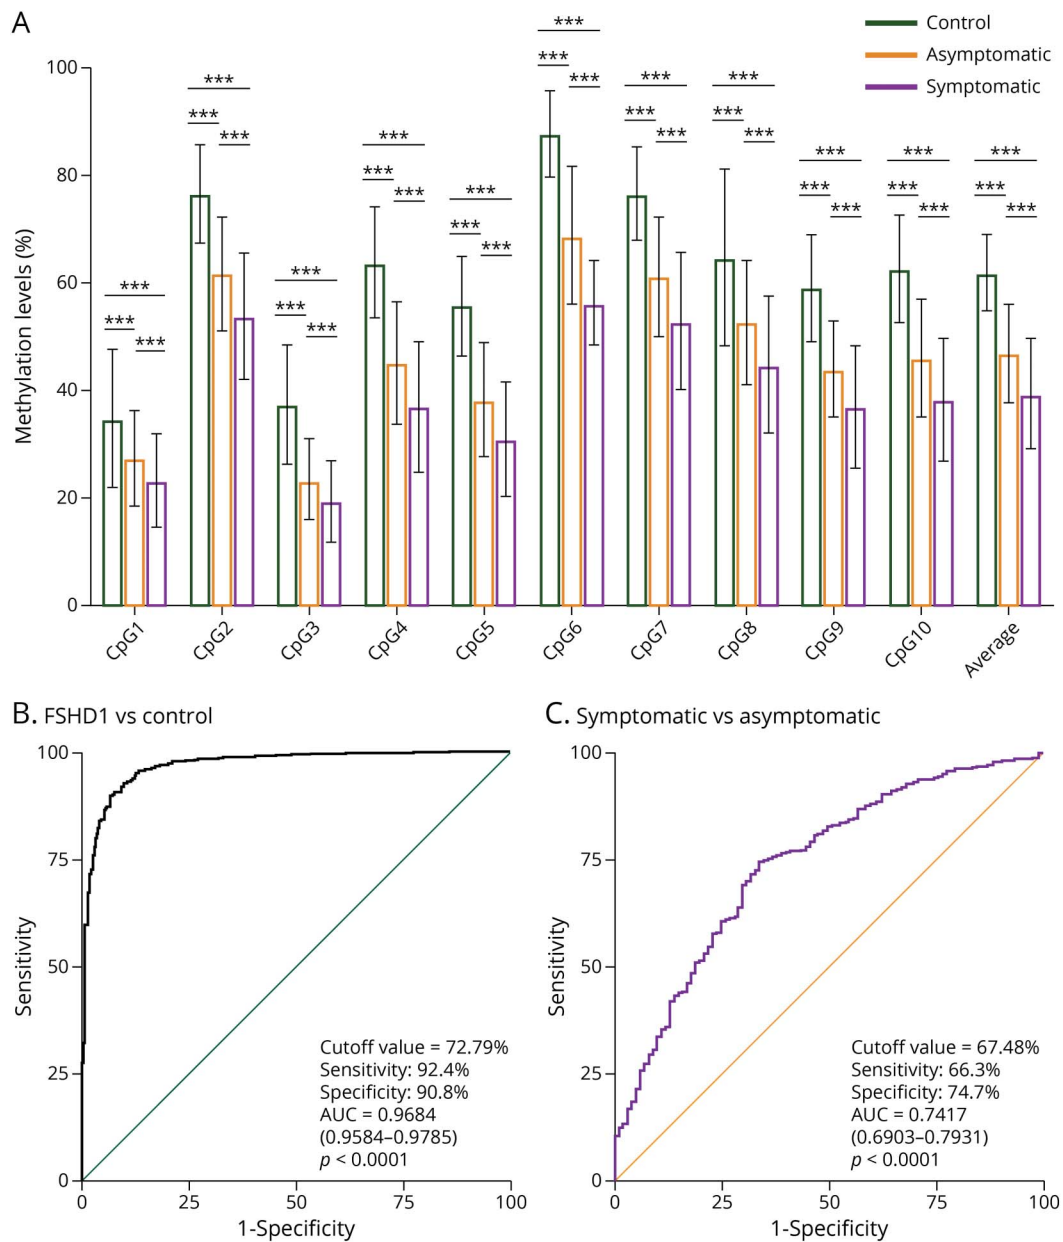 A
Control
Asymptomatic
Symptomatic
Methylation levels (%)
100
80
60
40
20
0
*** *** ***
*** *** ***
*** *** ***
*** *** ***
*** *** ***
*** *** ***
*** *** ***
*** *** ***
*** *** ***
*** *** ***
*** *** ***
CpG1
CpG2
CpG3
CpG4
CpG5
CpG6
CpG7
CpG8
CpG9
CpG10
Average
B. FSHD1 vs control
Sensitivity
100
75
50
25
0
0 25 50 75 100
1-Specificity
Cutoff value = 72.79%
Sensitivity: 92.4%
Specificity: 90.8%
AUC = 0.9684
(0.9584–0.9785)
p < 0.0001
C. Symptomatic vs asymptomatic
Sensitivity
100
75
50
25
0
0 25 50 75 100
1-Specificity
Cutoff value = 67.48%
Sensitivity: 66.3%
Specificity: 74.7%
AUC = 0.7417
(0.6903–0.7931)
p < 0.0001